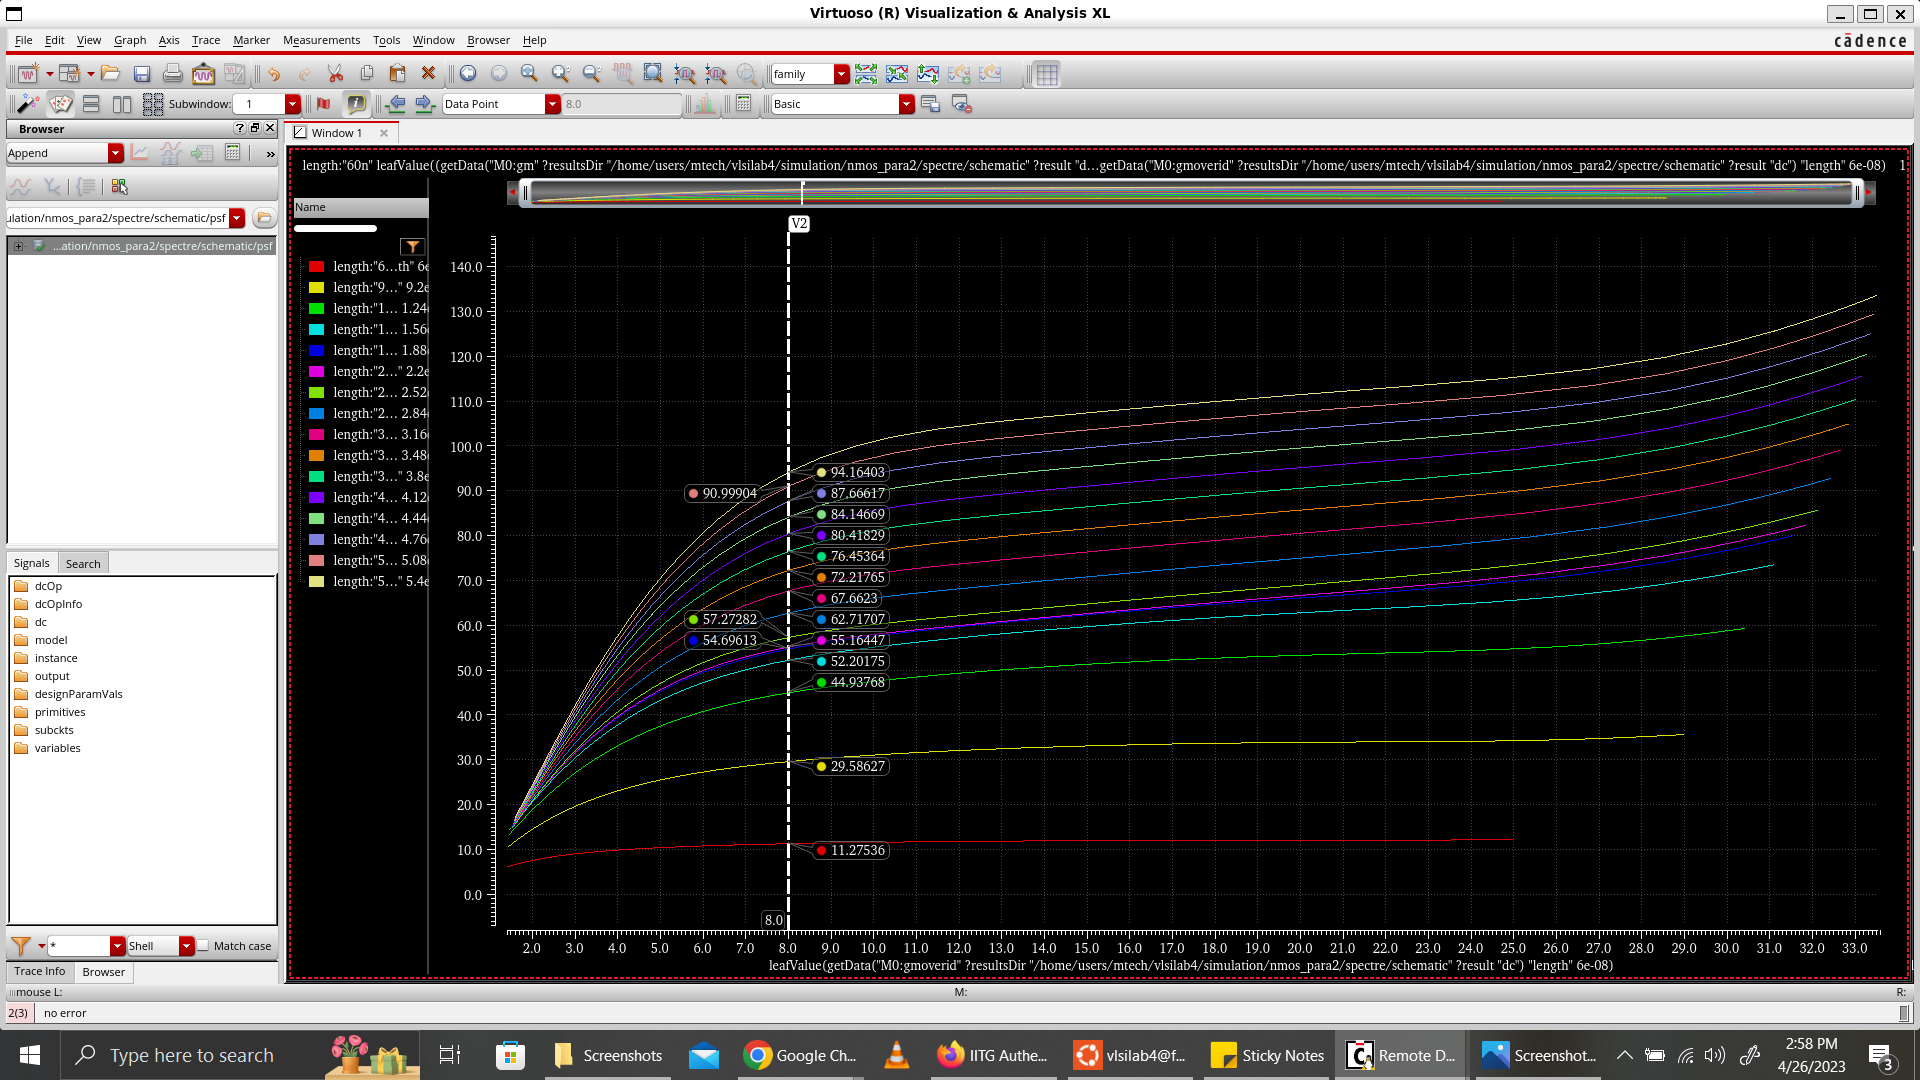 Virtuoso (R) Visualization & Analysis XL
File Edit View Graph Axis Trace Marker Measurements Tools Window Browser Help
cādence
family
Subwindow: 1
Data Point
8.0
Basic
Browser
Window 1
Append
»
ulation/nmos_para2/spectre/schematic/psf
...ation/nmos_para2/spectre/schematic/psf
Signals Search
dcOp
dcOpInfo
dc
model
instance
output
designParamVals
primitives
subckts
variables
* Shell Match case
Trace Info Browser
length:"60n" leafValue((getData("M0:gm" ?resultsDir "/home/users/mtech/vlsilab4/simulation/nmos_para2/spectre/schematic" ?result "d...getData("M0:gmoverid" ?resultsDir "/home/users/mtech/vlsilab4/simulation/nmos_para2/spectre/schematic" ?result "dc") "length" 6e-08) 1
Name
length:"6...th" 6e
length:"9..." 9.2e
length:"1... 1.24
length:"1... 1.56
length:"1... 1.88
length:"2..." 2.2e
length:"2... 2.52
length:"2... 2.84
length:"3... 3.16
length:"3... 3.48
length:"3..." 3.8e
length:"4... 4.12
length:"4... 4.44
length:"4... 4.76
length:"5... 5.08
length:"5..." 5.4e
V2
140.0
130.0
120.0
110.0
100.0
90.0
80.0
70.0
60.0
50.0
40.0
30.0
20.0
10.0
0.0
94.16403
90.99904
87.66617
84.14669
80.41829
76.45364
72.21765
67.6623
57.27282
62.71707
54.69613
55.16447
52.20175
44.93768
29.58627
11.27536
8.0
2.0 3.0 4.0 5.0 6.0 7.0 8.0 9.0 10.0 11.0 12.0 13.0 14.0 15.0 16.0 17.0 18.0 19.0 20.0 21.0 22.0 23.0 24.0 25.0 26.0 27.0 28.0 29.0 30.0 31.0 32.0 33.0
leafValue(getData("M0:gmoverid" ?resultsDir "/home/users/mtech/vlsilab4/simulation/nmos_para2/spectre/schematic" ?result "dc") "length" 6e-08)
mouse L: M: R:
2(3) no error
Type here to search
Screenshots
Google Ch...
IITG Authe...
vlsilab4@f...
Sticky Notes
Remote D...
Screenshot...
2:58 PM
4/26/2023
3